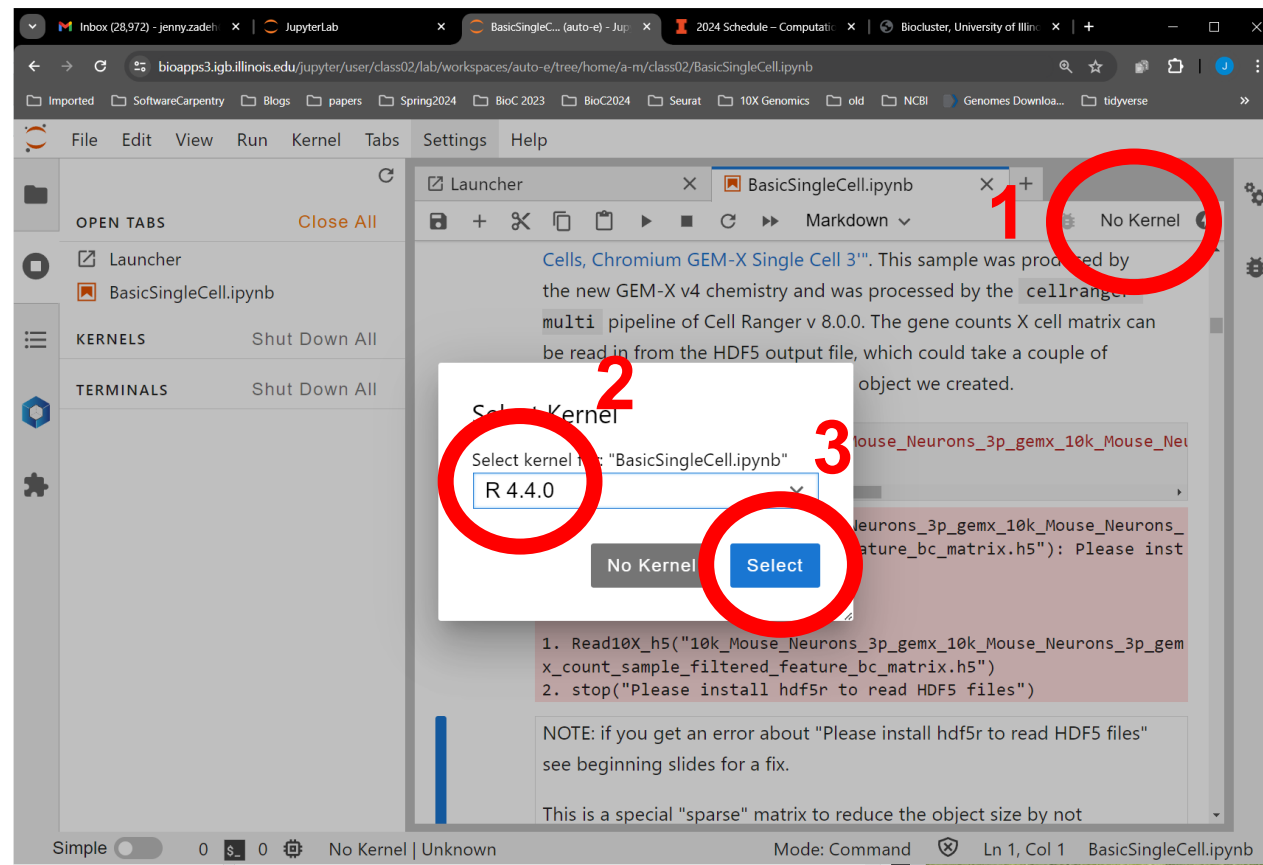 Inbox (28,972) - jenny.zadeh
JupyterLab
BasicSingleC... (auto-e) - Jup
2024 Schedule – Computatic
Biocluster, University of Illino
bioapps3.igb.illinois.edu/jupyter/user/class02/lab/workspaces/auto-e/tree/home/a-m/class02/BasicSingleCell.ipynb
J
Imported SoftwareCarpentry Blogs papers Spring2024 BioC 2023 BioC2024 Seurat 10X Genomics old NCBI Genomes Downloa... tidyverse »
File Edit View Run Kernel Tabs Settings Help
OPEN TABS Close All
Launcher
BasicSingleCell.ipynb
KERNELS Shut Down All
TERMINALS Shut Down All
Launcher BasicSingleCell.ipynb
1
Markdown No Kernel
Cells, Chromium GEM-X Single Cell 3'". This sample was produced by
the new GEM-X v4 chemistry and was processed by the cellranger
multi pipeline of Cell Ranger v 8.0.0. The gene counts X cell matrix can
be read in from the HDF5 output file, which could take a couple of
object we created.
2
Select Kernel
3
Select kernel for: "BasicSingleCell.ipynb"
R 4.4.0
No Kernel Select
Mouse_Neurons_3p_gemx_10k_Mouse_Neu
Neurons_3p_gemx_10k_Mouse_Neurons_
ature_bc_matrix.h5"): Please inst
1. Read10X_h5("10k_Mouse_Neurons_3p_gemx_10k_Mouse_Neurons_3p_gem
x_count_sample_filtered_feature_bc_matrix.h5")
2. stop("Please install hdf5r to read HDF5 files")
NOTE: if you get an error about "Please install hdf5r to read HDF5 files"
see beginning slides for a fix.
This is a special "sparse" matrix to reduce the object size by not
Simple 0 $_ 0 No Kernel | Unknown Mode: Command Ln 1, Col 1 BasicSingleCell.ipynb